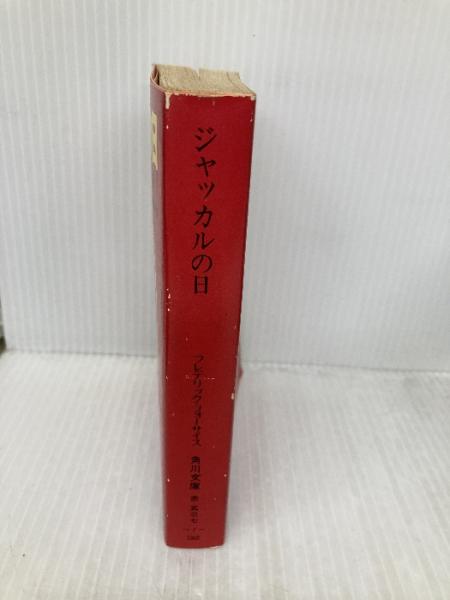 ジャッカルの日
フレデリック・フォーサイス
角川文庫